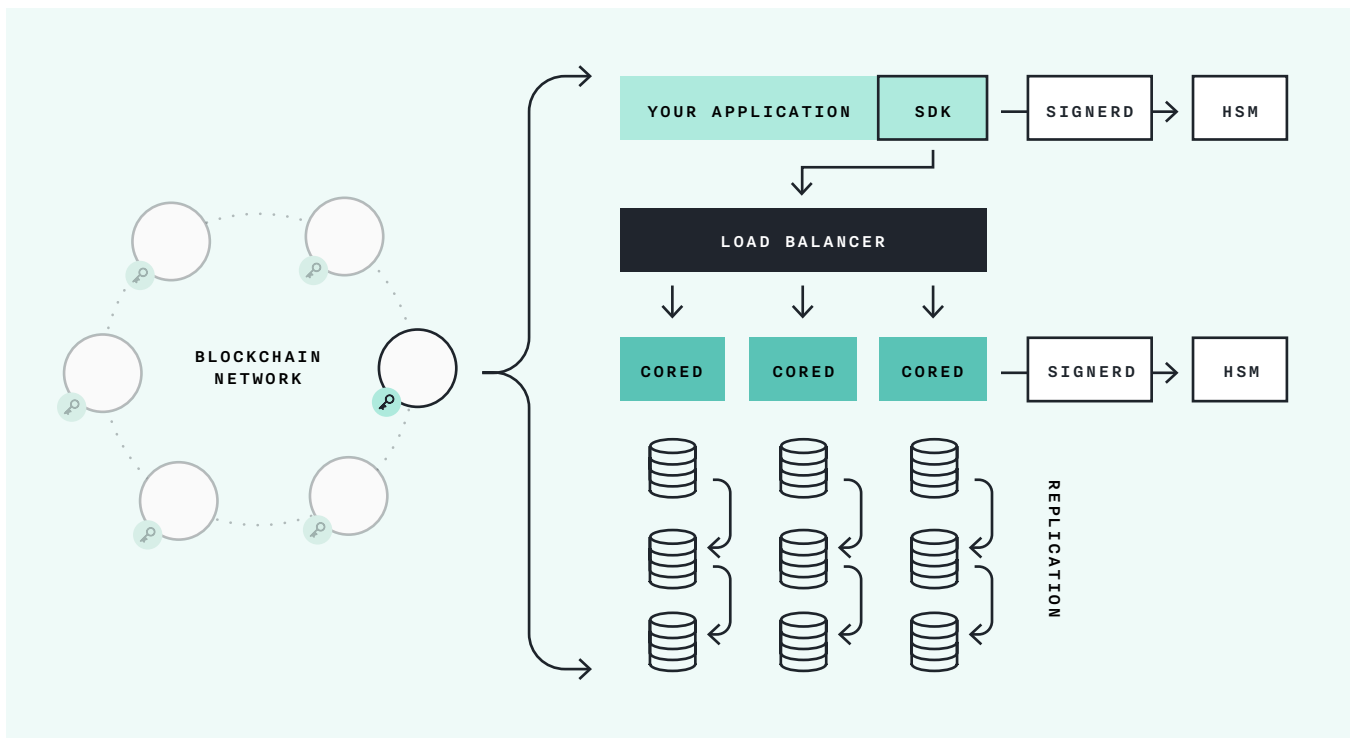 YOUR APPLICATION
SDK
SIGNERD
HSM
LOAD BALANCER
BLOCKCHAIN
NETWORK
CORED
CORED
CORED
SIGNERD
HSM
REPLICATION